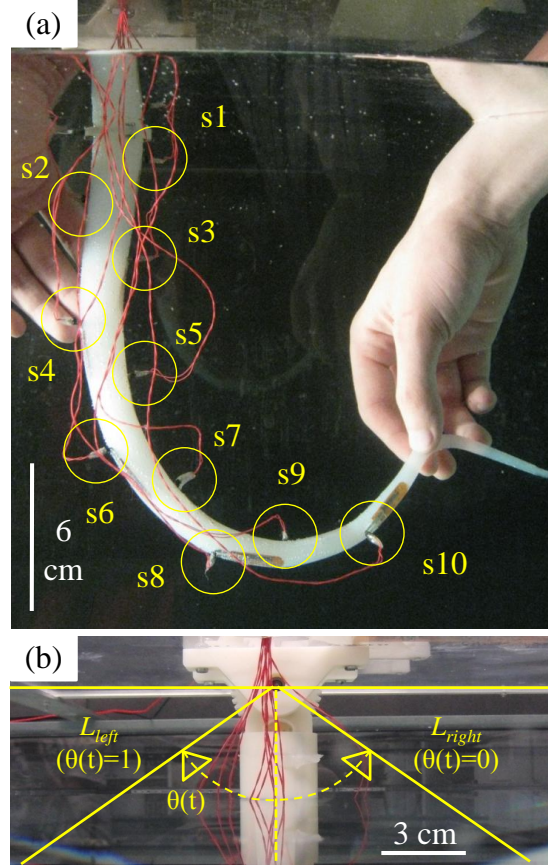 (a)
s1
s2
s3
s4
s5
s6
s7
s8
s9
s10
6
cm
(b)
L_left
(θ(t)=1)
L_right
(θ(t)=0)
θ(t)
3 cm